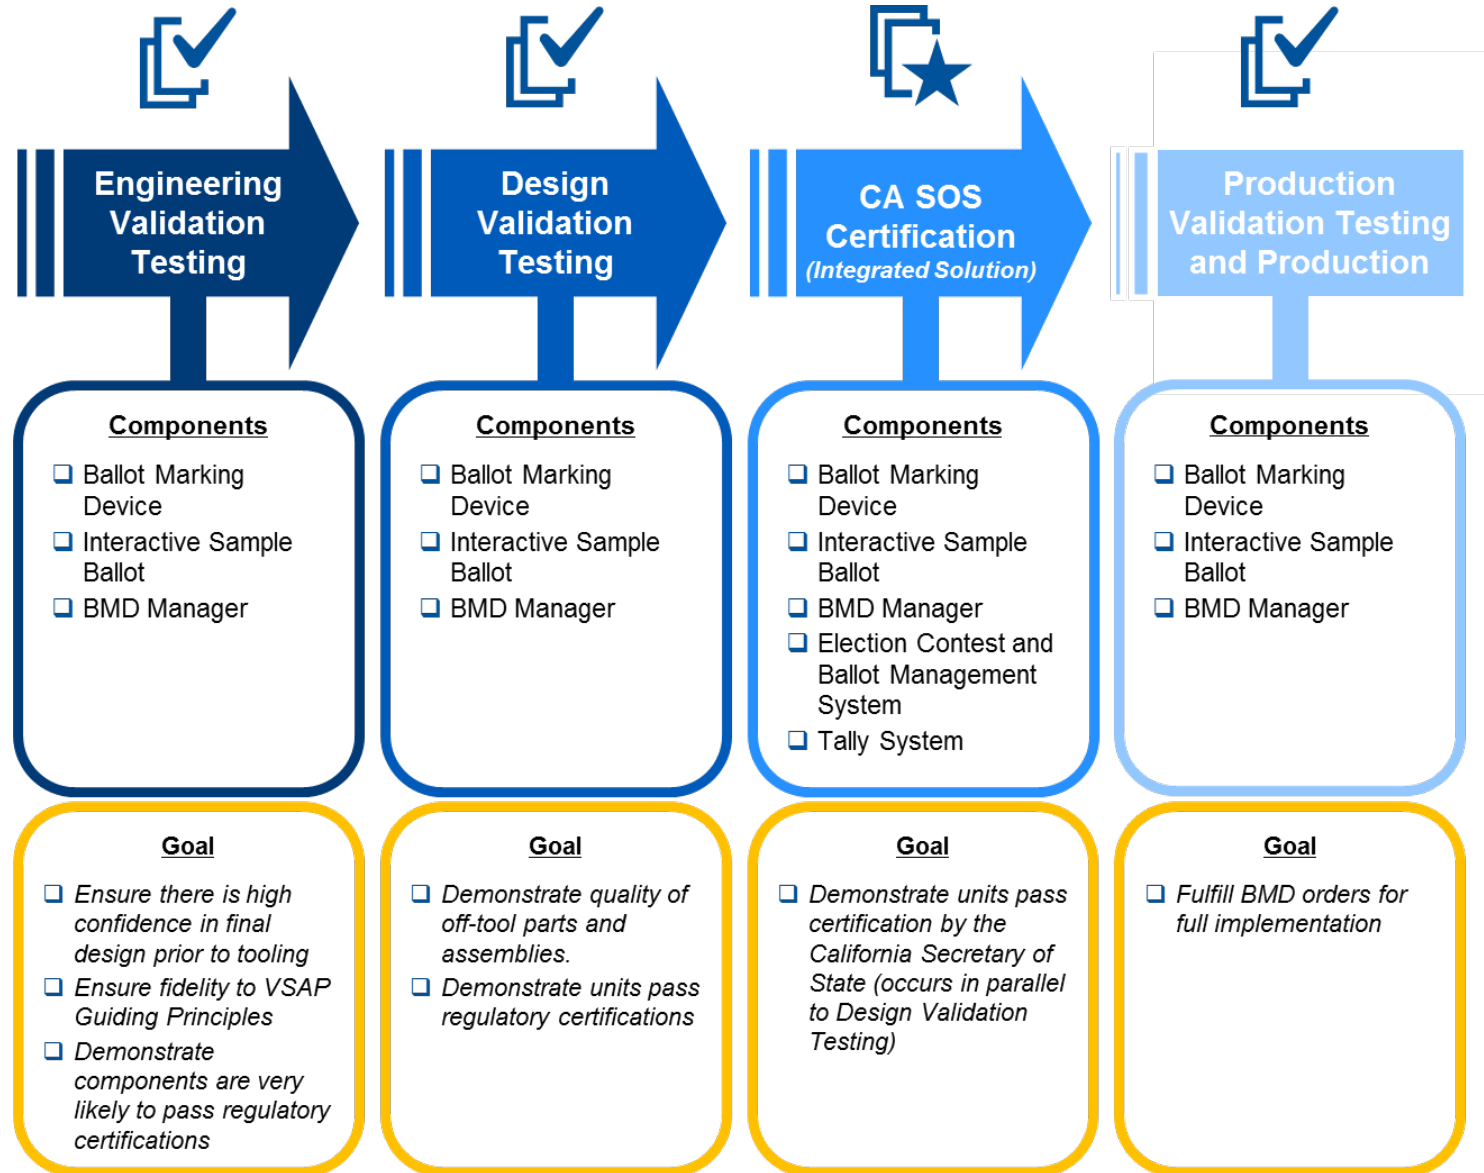 Engineering
Validation
Testing
Design
Validation
Testing
CA SOS
Certification
(Integrated Solution)
Production
Validation Testing
and Production
Components
Ballot Marking
Device
Interactive Sample
Ballot
BMD Manager
Components
Ballot Marking
Device
Interactive Sample
Ballot
BMD Manager
Components
Ballot Marking
Device
Interactive Sample
Ballot
BMD Manager
Election Contest and
Ballot Management
System
Tally System
Components
Ballot Marking
Device
Interactive Sample
Ballot
BMD Manager
Goal
Ensure there is high
confidence in final
design prior to tooling
Ensure fidelity to VSAP
Guiding Principles
Demonstrate
components are very
likely to pass regulatory
certifications
Goal
Demonstrate quality of
off-tool parts and
assemblies.
Demonstrate units pass
regulatory certifications
Goal
Demonstrate units pass
certification by the
California Secretary of
State (occurs in parallel
to Design Validation
Testing)
Goal
Fulfill BMD orders for
full implementation